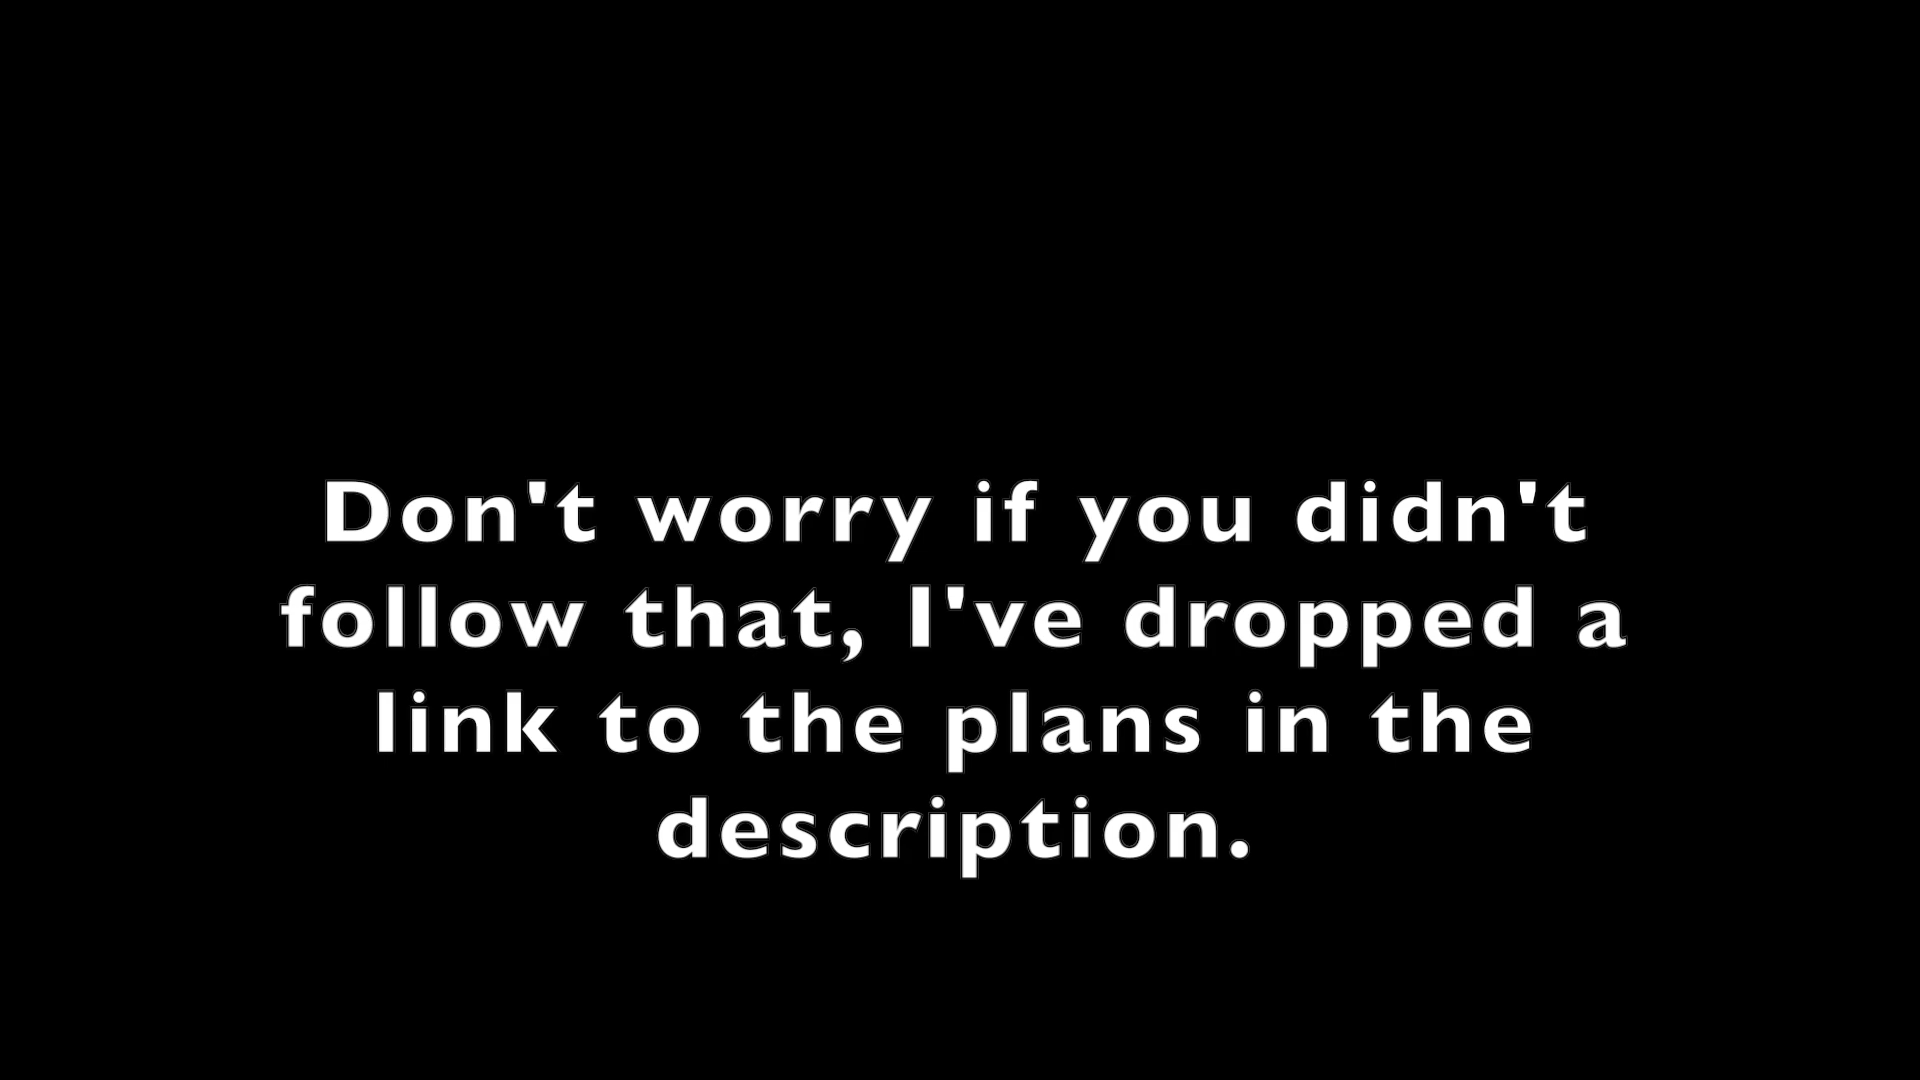 Don't worry if you didn't
follow that, I've dropped a
link to the plans in the
description.